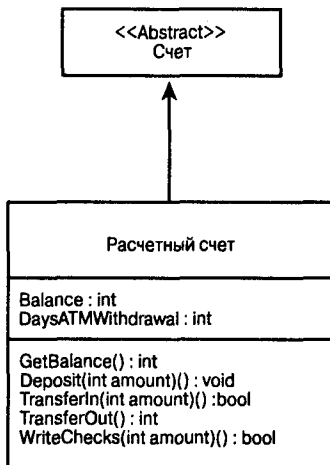 <<Abstract>>
Счет
Расчетный счет
Balance : int
DaysATMWithdrawal : int
GetBalance() : int
Deposit(int amount)() : void
TransferIn(int amount)() :bool
TransferOut() : int
WriteChecks(int amount)() : bool